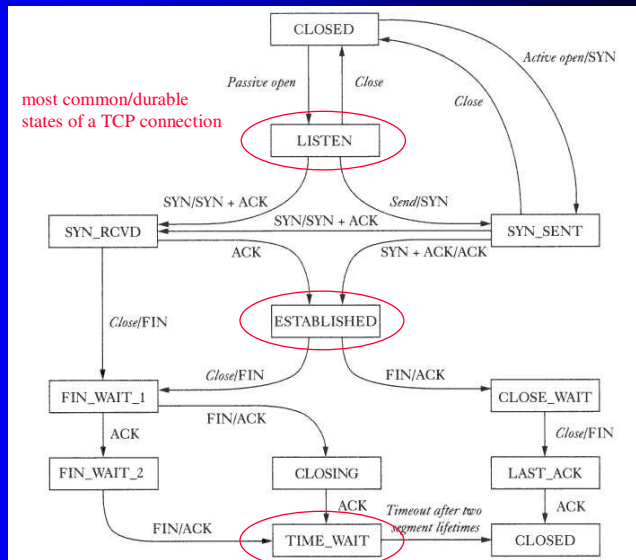 CLOSED
Active open/SYN
Passive open
Close
Close
most common/durable
states of a TCP connection
LISTEN
SYN/SYN + ACK
Send/SYN
SYN/SYN + ACK
SYN_RCVD
SYN_SENT
ACK
SYN + ACK/ACK
ESTABLISHED
Close/FIN
Close/FIN
FIN/ACK
FIN_WAIT_1
CLOSE_WAIT
FIN/ACK
ACK
Close/FIN
FIN_WAIT_2
CLOSING
LAST_ACK
ACK
Timeout after two
segment lifetimes
ACK
FIN/ACK
TIME_WAIT
CLOSED